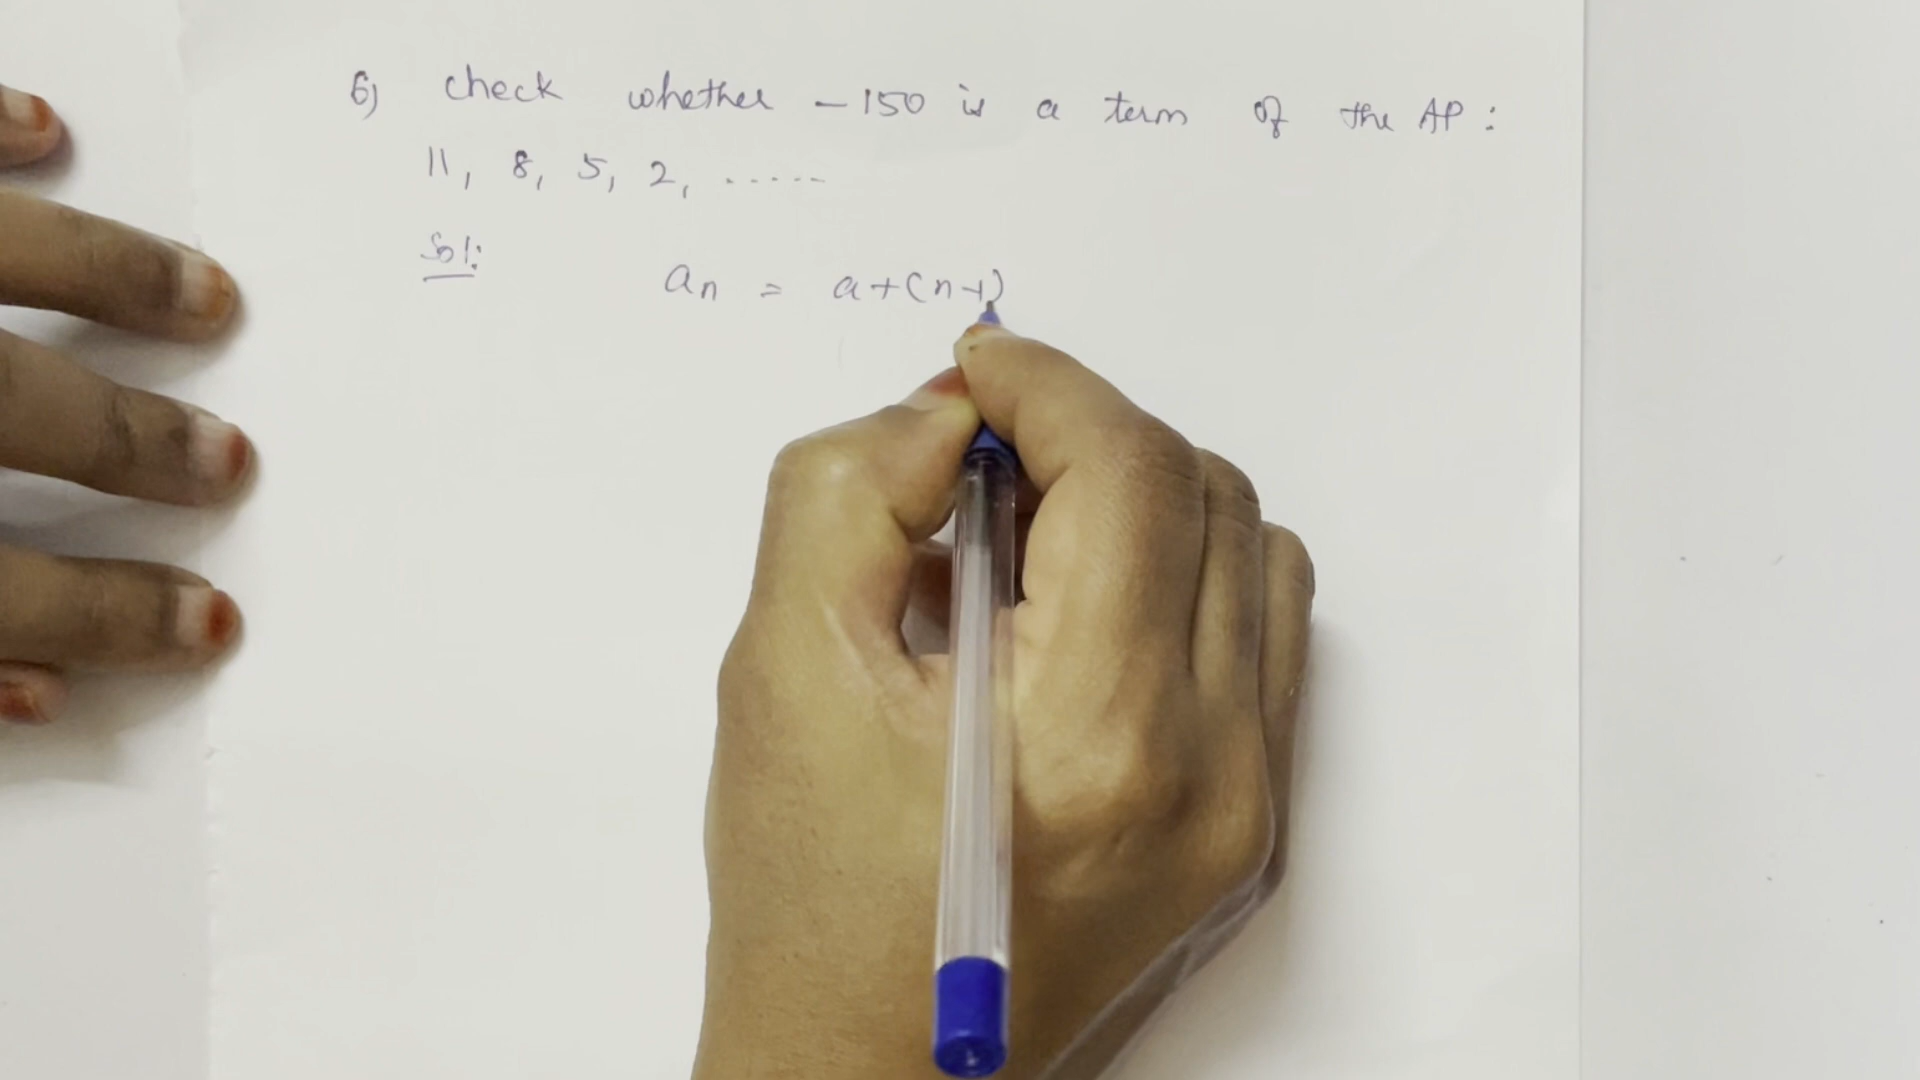 6) check whether -150 is a term of the AP:
11, 8, 5, 2, ......
Sol:
an = a+(n-1)